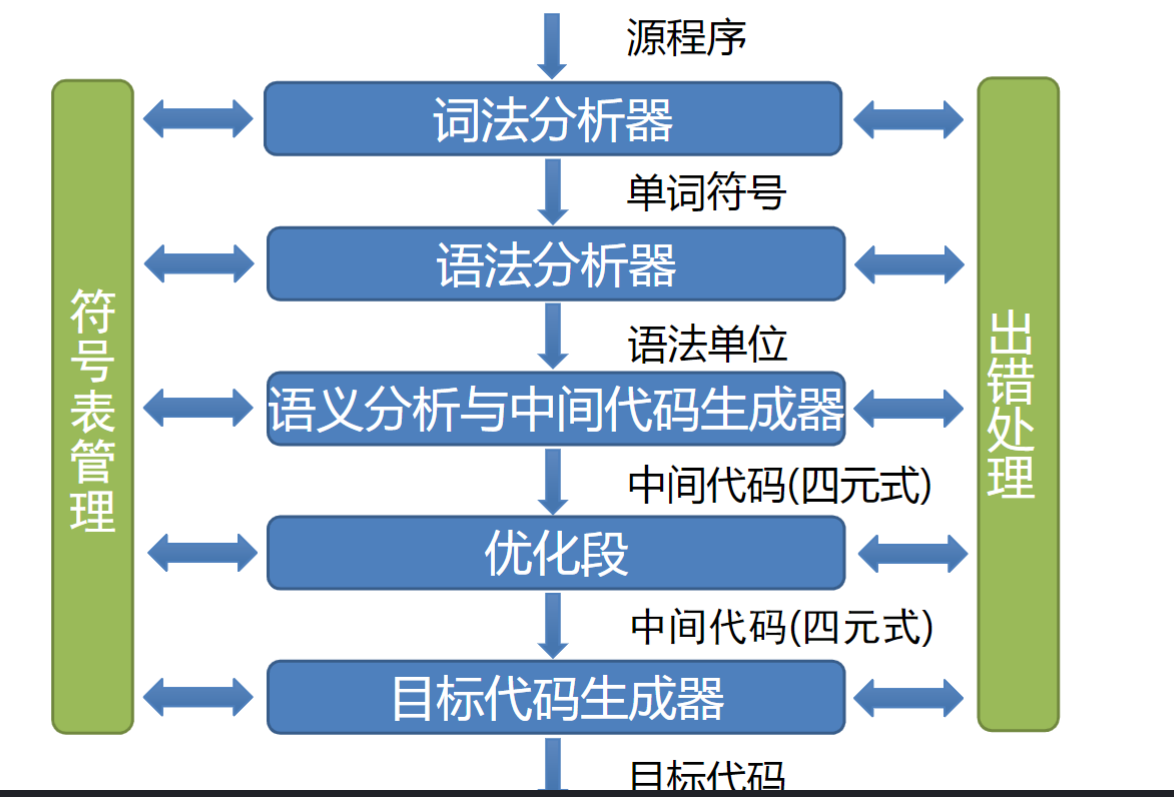 源程序
词法分析器
单词符号
语法分析器
语法单位
语义分析与中间代码生成器
中间代码(四元式)
优化段
中间代码(四元式)
目标代码生成器
目标代码
符号表管理
出错处理